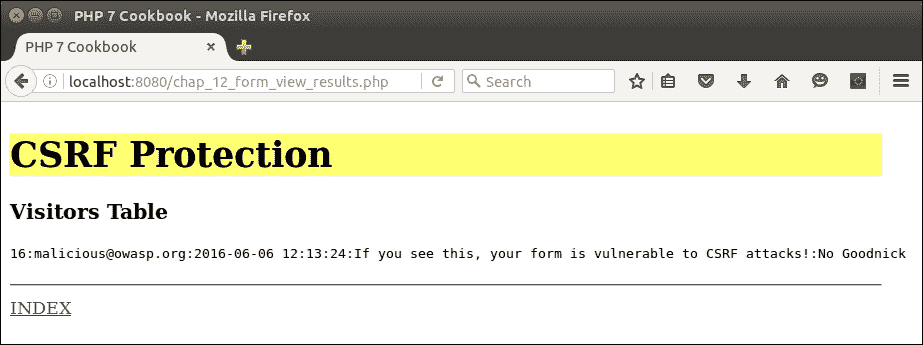 PHP 7 Cookbook - Mozilla Firefox
PHP 7 Cookbook
localhost:8080/chap_12_form_view_results.php
Search
CSRF Protection
Visitors Table
16:malicious@owasp.org:2016-06-06 12:13:24:If you see this, your form is vulnerable to CSRF attacks!:No Goodnick
INDEX